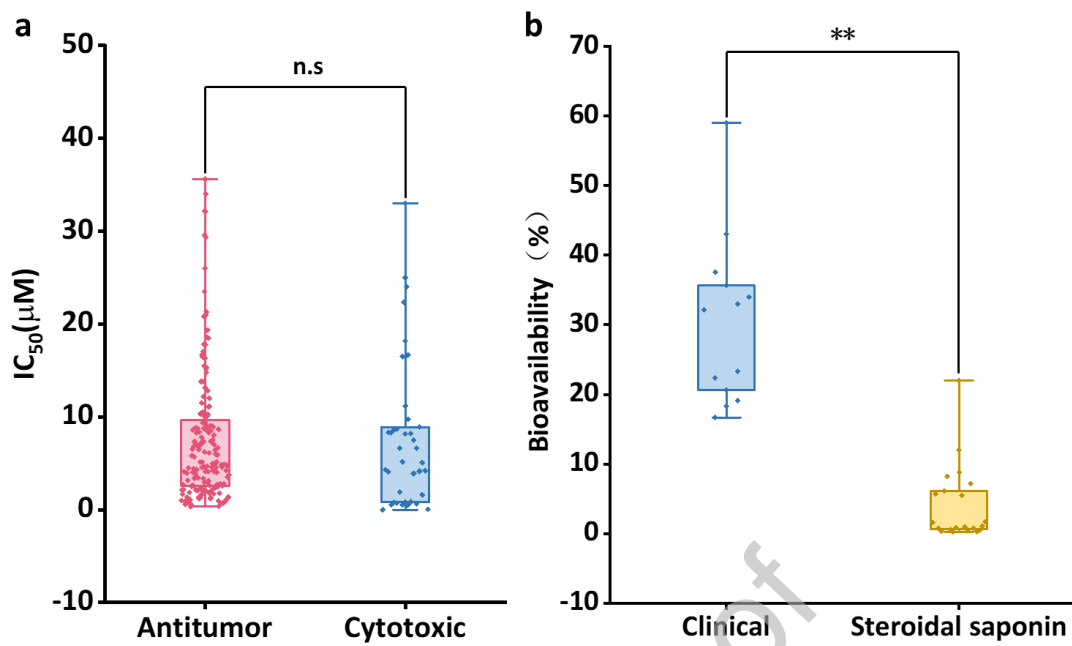 a
50
40
30
20
10
0
-10
IC50(μM)
n.s
Antitumor
Cytotoxic
b
70
60
50
40
30
20
10
0
-10
Bioavailability（%）
**
Clinical
Steroidal saponin
of